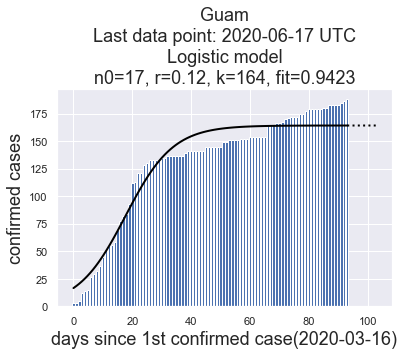 Guam
Last data point: 2020-06-17 UTC
Logistic model
n0=17, r=0.12, k=164, fit=0.9423
confirmed cases
175
150
125
100
75
50
25
0
0 20 40 60 80 100
days since 1st confirmed case(2020-03-16)